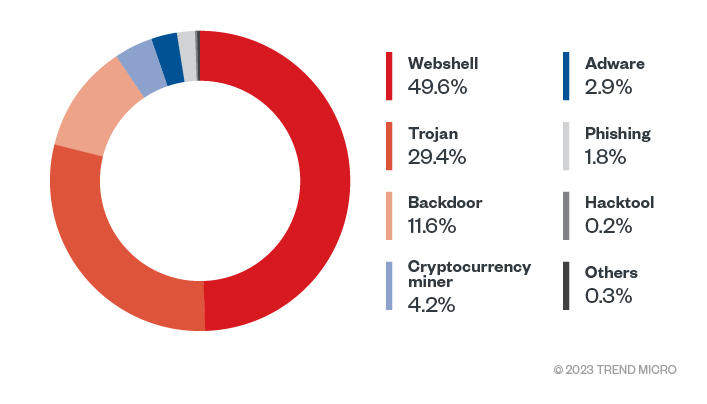 Webshell
49.6%
Trojan
29.4%
Backdoor
11.6%
Cryptocurrency
miner
4.2%
Adware
2.9%
Phishing
1.8%
Hacktool
0.2%
Others
0.3%
© 2023 TREND MICRO